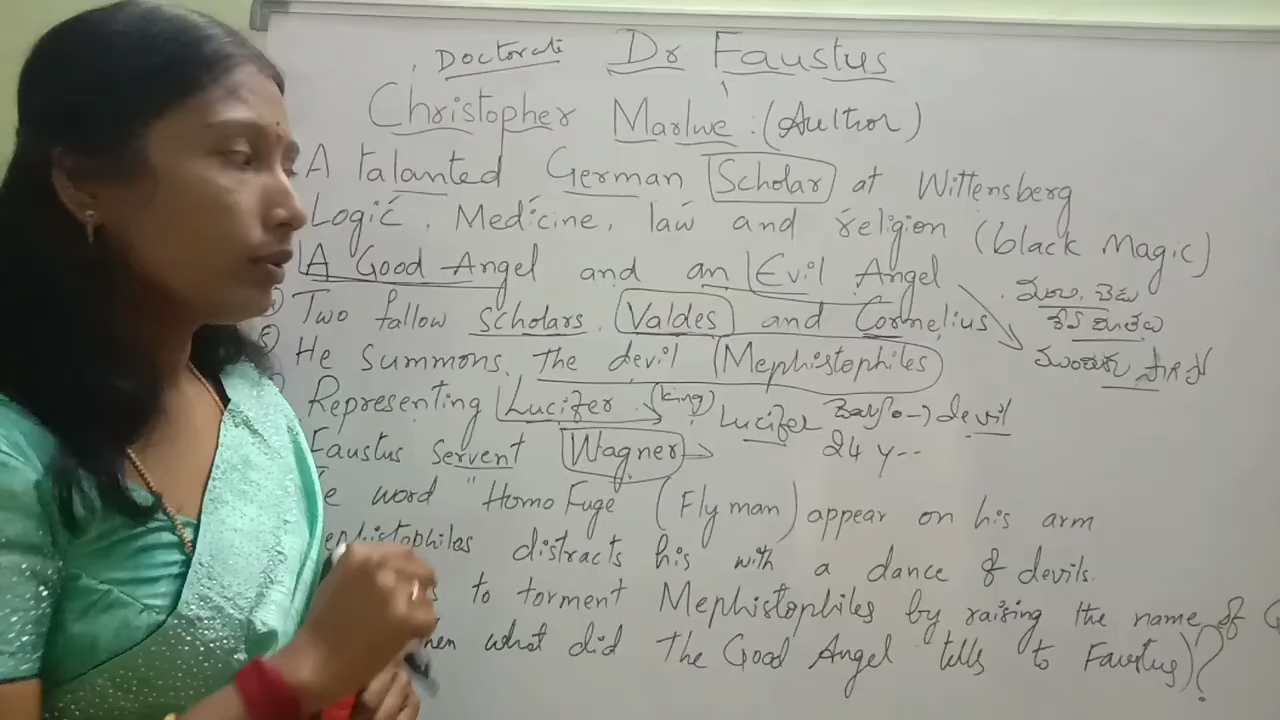 Doctorate Dr Faustus
Christopher Marlwe : (Author)
A talanted German Scholar at Wittensberg
Logic, Medicine, law and religion (black Magic)
A Good Angel and an Evil Angel
Two fallow scholars, Valdes and Cornelius
(5) He summons, The devil Mephistophiles
Representing Lucifer (king) Lucifer devil
Faustus Servent Wagner 24 y--
word "Homo Fuge (Fly man) appear on his arm
distracts his with a dance of devils.
to torment Mephistophiles by raising the name of G
what did The Good Angel tells to Faustus)?